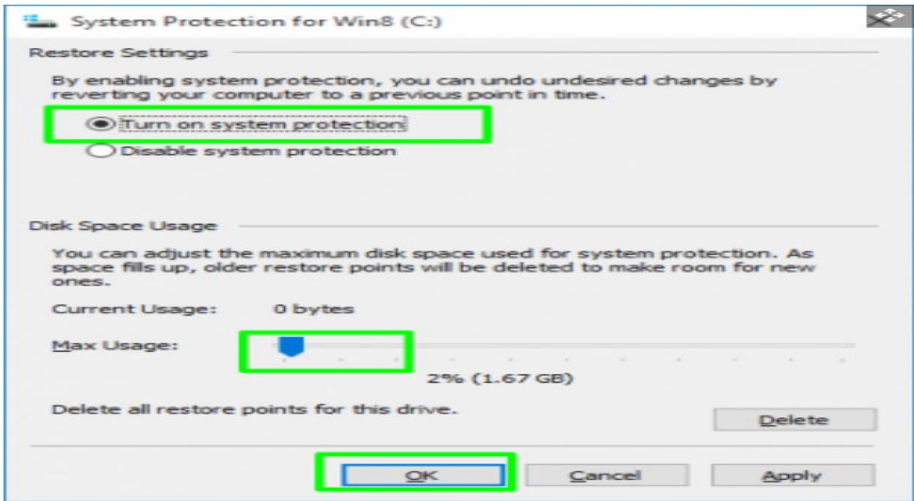 System Protection for Win8 (C:)
Restore Settings
By enabling system protection, you can undo undesired changes by
reverting your computer to a previous point in time.
Turn on system protection
Disable system protection
Disk Space Usage
You can adjust the maximum disk space used for system protection. As
space fills up, older restore points will be deleted to make room for new
ones.
Current Usage: 0 bytes
Max Usage:
2% (1.67 GB)
Delete all restore points for this drive.
Delete
OK Cancel Apply